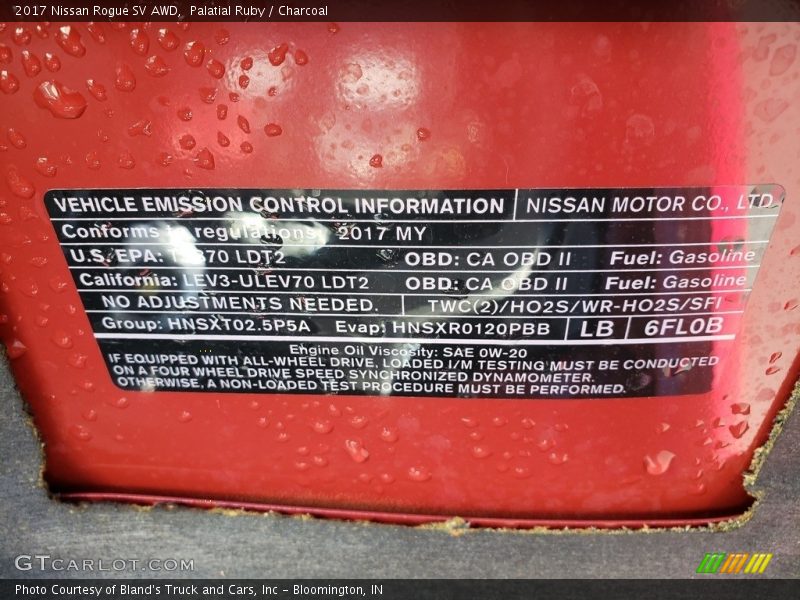 2017 Nissan Rogue SV AWD, Palatial Ruby / Charcoal
VEHICLE EMISSION CONTROL INFORMATION NISSAN MOTOR CO., LTD.
Conforms to regulations: 2017 MY
U.S. EPA: LDT2 OBD: CA OBD II Fuel: Gasoline
California: LEV3-ULEV70 LDT2 OBD: CA OBD II Fuel: Gasoline
NO ADJUSTMENTS NEEDED. TWC(2)/HO2S/WR-HO2S/SFI
Group: HNSXT02.5P5A Evap: HNSXR0120PBB LB 6FL0B
Engine Oil Viscosity: SAE 0W-20
IF EQUIPPED WITH ALL-WHEEL DRIVE, LOADED I/M TESTING MUST BE CONDUCTED
ON A FOUR WHEEL DRIVE SPEED SYNCHRONIZED DYNAMOMETER.
OTHERWISE, A NON-LOADED TEST PROCEDURE MUST BE PERFORMED.
GTCARLOT.COM
Photo Courtesy of Bland's Truck and Cars, Inc - Bloomington, IN